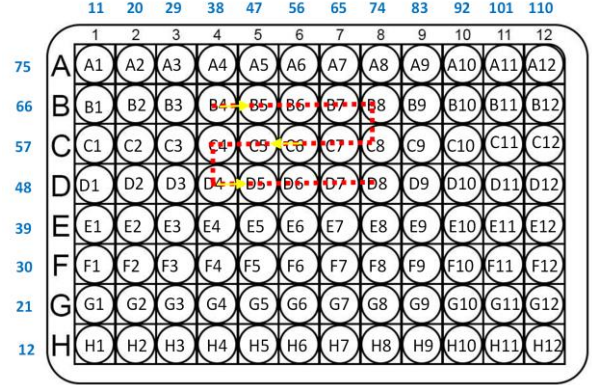 11 20 29 38 47 56 65 74 83 92 101 110
1 2 3 4 5 6 7 8 9 10 11 12
75 A A1 A2 A3 A4 A5 A6 A7 A8 A9 A10 A11 A12
66 B B1 B2 B3 B4 B5 B6 B7 B8 B9 B10 B11 B12
57 C C1 C2 C3 C4 C5 C6 C7 C8 C9 C10 C11 C12
48 D D1 D2 D3 D4 D5 D6 D7 D8 D9 D10 D11 D12
39 E E1 E2 E3 E4 E5 E6 E7 E8 E9 E10 E11 E12
30 F F1 F2 F3 F4 F5 F6 F7 F8 F9 F10 F11 F12
21 G G1 G2 G3 G4 G5 G6 G7 G8 G9 G10 G11 G12
12 H H1 H2 H3 H4 H5 H6 H7 H8 H9 H10 H11 H12